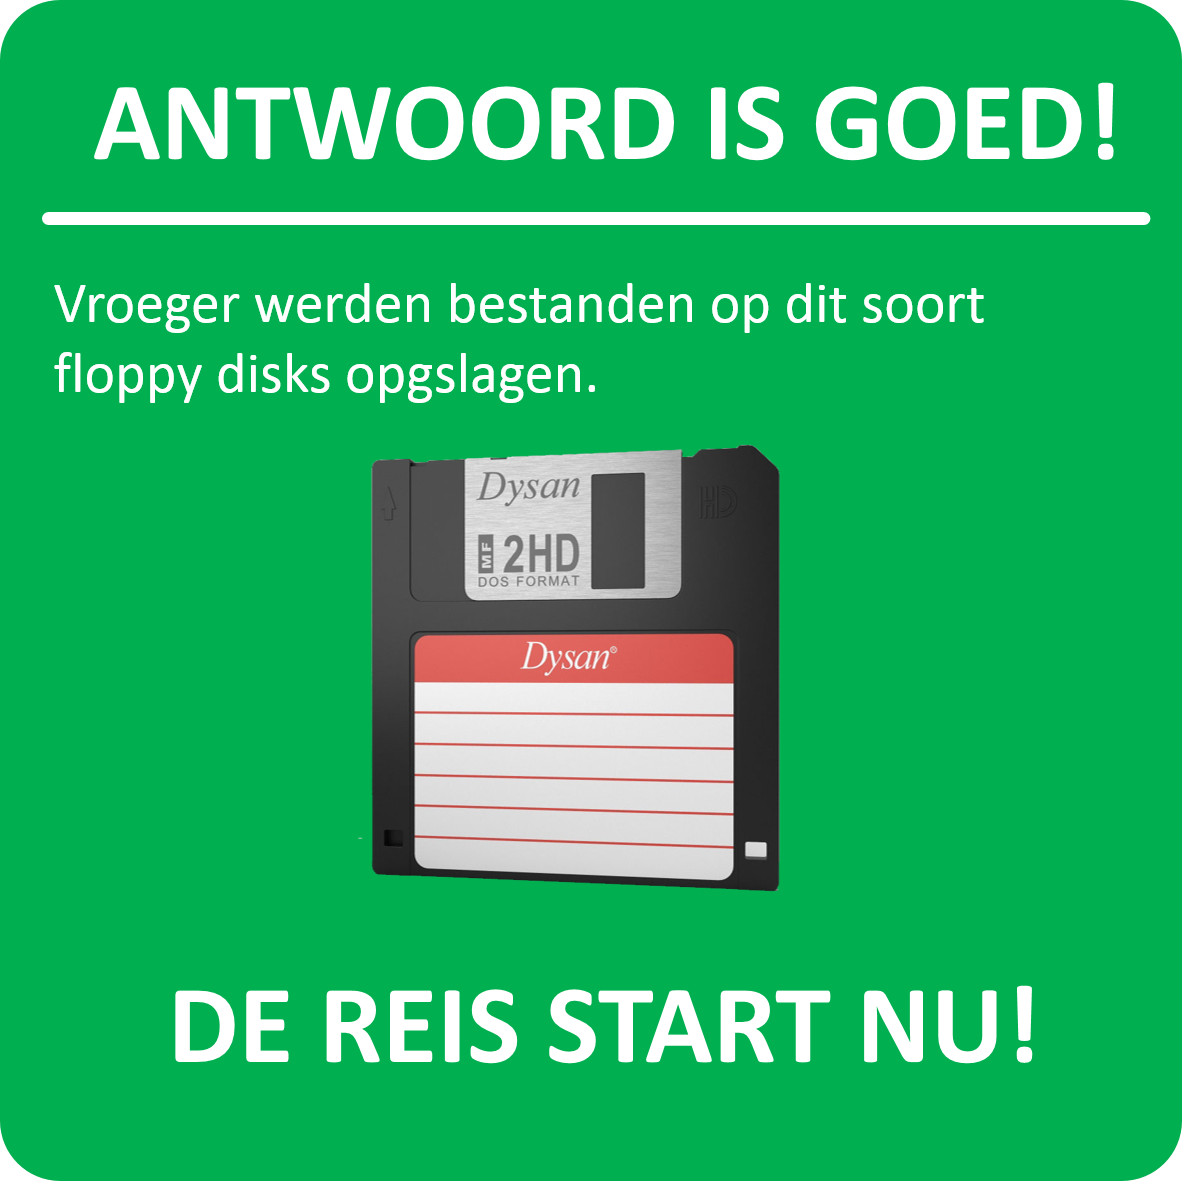 ANTWOORD IS GOED!
Vroeger werden bestanden op dit soort
floppy disks opgslagen.
Dysan
HD
MF 2HD
DOS FORMAT
Dysan®
DE REIS START NU!